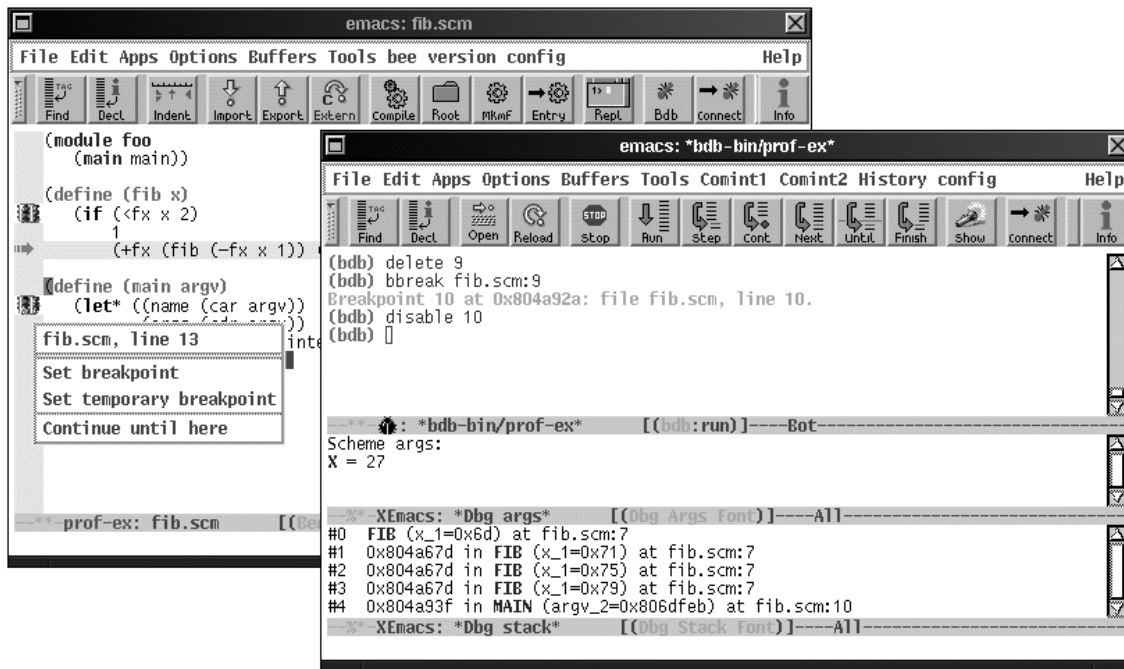 emacs: fib.scm
File Edit Apps Options Buffers Tools bee version config Help
TAG
Find Decl Indent Import Export Extern Compile Root MKmF Entry Repl Bdb Connect Info
(module foo
(main main))
(define (fib x)
(if (<fx x 2)
1
(+fx (fib (-fx x 1))
(define (main argv)
(let* ((name (car argv))
inte
fib.scm, line 13
Set breakpoint
Set temporary breakpoint
Continue until here
--**-prof-ex: fib.scm [(Be
emacs: *bdb-bin/prof-ex*
File Edit Apps Options Buffers Tools Comint1 Comint2 History config Help
TAG STOP
Find Decl Open Reload Stop Run Step Cont Next Until Finish Show Connect Info
(bdb) delete 9
(bdb) bbreak fib.scm:9
Breakpoint 10 at 0x804a92a: file fib.scm, line 10.
(bdb) disable 10
(bdb)
--**-: *bdb-bin/prof-ex* [(bdb:run)]----Bot----
Scheme args:
X = 27
--%*-XEmacs: *Dbg args* [(Dbg Args Font)]----All----
#0 FIB (x_1=0x6d) at fib.scm:7
#1 0x804a67d in FIB (x_1=0x71) at fib.scm:7
#2 0x804a67d in FIB (x_1=0x75) at fib.scm:7
#3 0x804a67d in FIB (x_1=0x79) at fib.scm:7
#4 0x804a93f in MAIN (argv_2=0x806dfeb) at fib.scm:10
--%*-XEmacs: *Dbg stack* [(Dbg Stack Font)]----All----